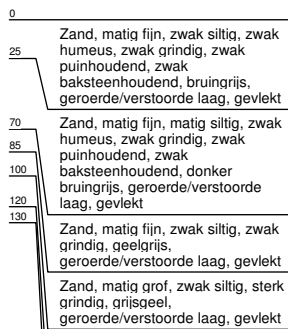 0
Zand, matig fijn, zwak siltig, zwak
humeus, zwak grindig, zwak
puinhoudend, zwak
baksteenhoudend, bruingrijs,
geroerde/verstoorde laag, gevlekt
25
Zand, matig fijn, matig siltig, zwak
humeus, zwak grindig, zwak
puinhoudend, zwak
baksteenhoudend, donker
bruingrijs, geroerde/verstoorde
laag, gevlekt
70
Zand, matig fijn, zwak siltig, zwak
grindig, geelgrijs,
geroerde/verstoorde laag, gevlekt
85
Zand, matig grof, zwak siltig, sterk
grindig, grijsgeel,
geroerde/verstoorde laag, gevlekt
100
120
130